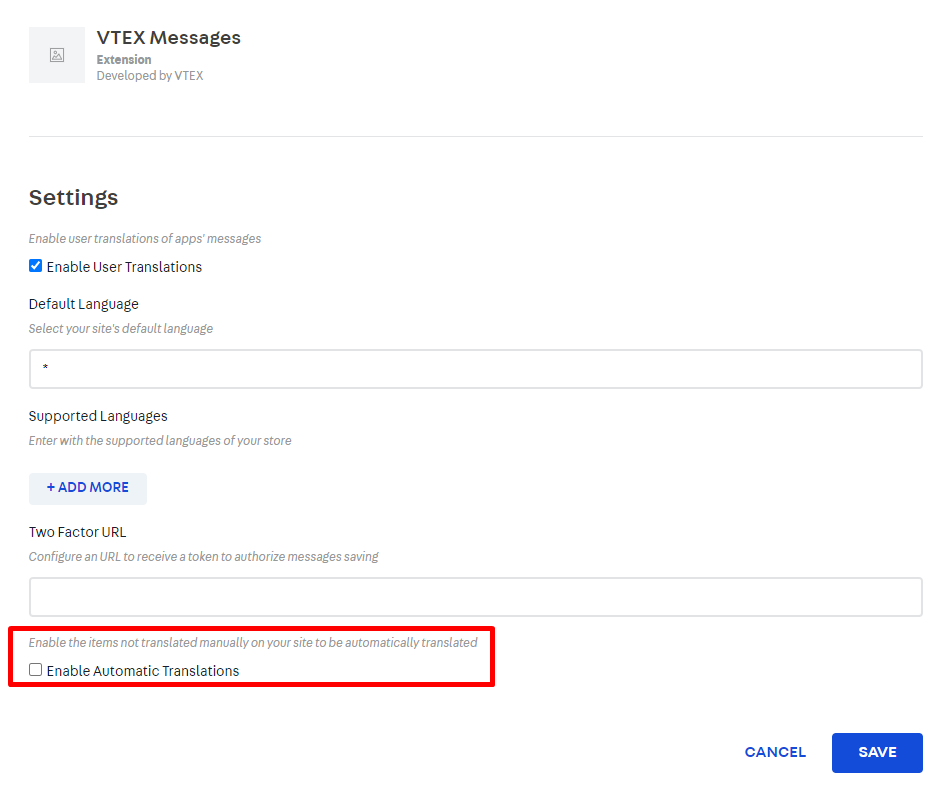 VTEX Messages
Extension
Developed by VTEX
Settings
Enable user translations of apps' messages
Enable User Translations
Default Language
Select your site's default language
*
Supported Languages
Enter with the supported languages of your store
+ ADD MORE
Two Factor URL
Configure an URL to receive a token to authorize messages saving
Enable the items not translated manually on your site to be automatically translated
Enable Automatic Translations
CANCEL SAVE